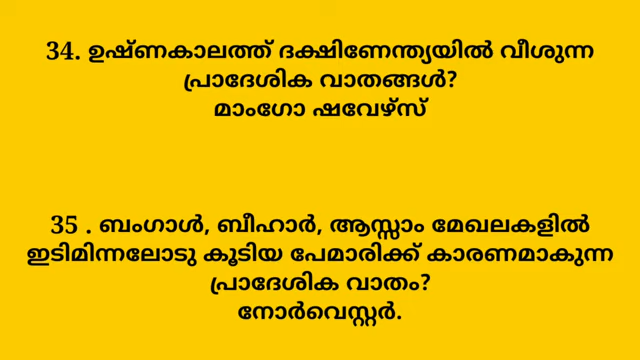 34. ഉഷ്ണകാലത്ത് ദക്ഷിണേന്ത്യയിൽ വീശുന്ന
പ്രാദേശിക വാതങ്ങൾ?
മാംഗോ ഷവേഴ്സ്
35 . ബംഗാൾ, ബീഹാർ, ആസ്സാം മേഖലകളിൽ
ഇടിമിന്നലോടു കൂടിയ പേമാരിക്ക് കാരണമാകുന്ന
പ്രാദേശിക വാതം?
നോർവെസ്റ്റർ.